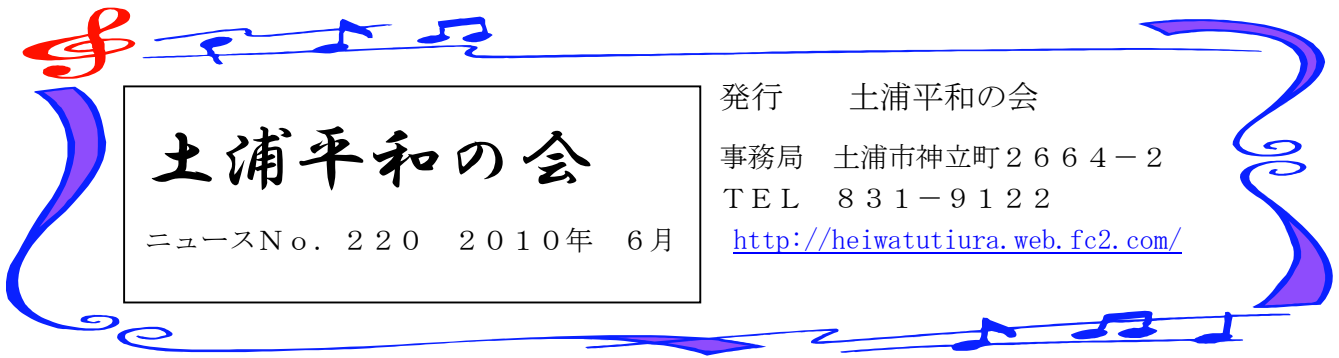 土浦平和の会
ニュースＮｏ．２２０　２０１０年　６月
発行　　土浦平和の会
事務局　土浦市神立町２６６４－２
ＴＥＬ　８３１－９１２２
http://heiwatutiura.web.fc2.com/